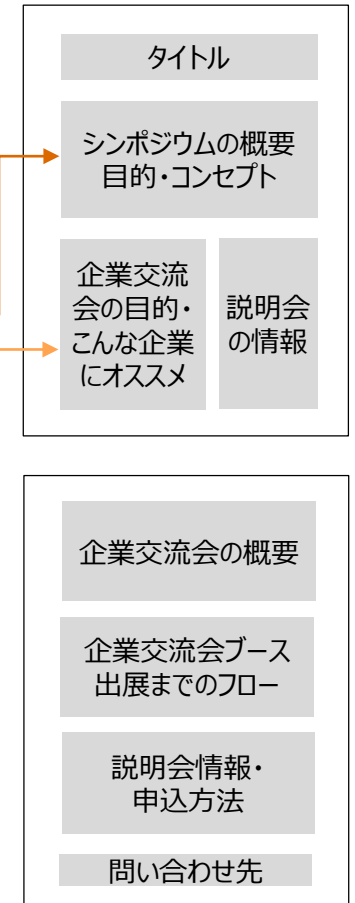 タイトル
シンポジウムの概要
目的・コンセプト
企業交流
会の目的・
こんな企業
にオススメ
説明会
の情報
企業交流会の概要
企業交流会ブース
出展までのフロー
説明会情報・
申込方法
問い合わせ先